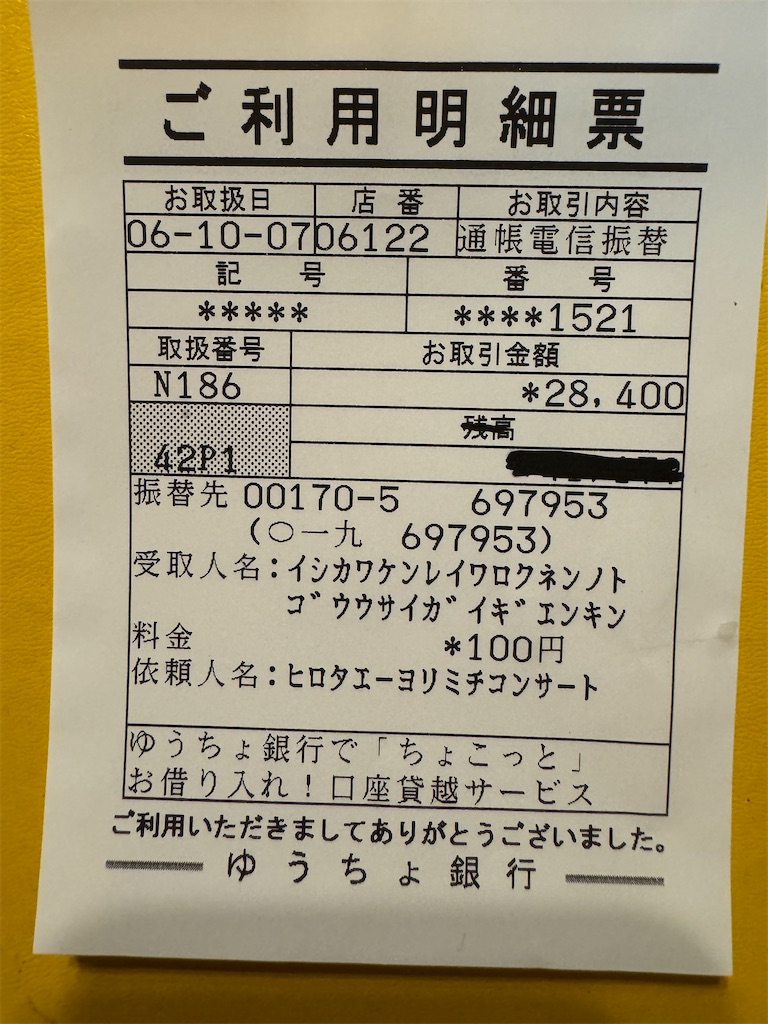 ご利用明細票
お取扱日 店番 お取引内容
06-10-07 06122 通帳電信振替
記号 番号
***** ****1521
取扱番号 お取引金額
N186 *28,400
残高
42P1
振替先 00170-5 697953
(〇一九 697953)
受取人名:イシカワケンレイワロクネンノト
ゴウウサイガイギエンキン
料金 *100円
依頼人名:ヒロタエーヨリミチコンサート
ゆうちょ銀行で「ちょこっと」
お借り入れ!口座貸越サービス
ご利用いただきましてありがとうございました。
ゆうちょ銀行